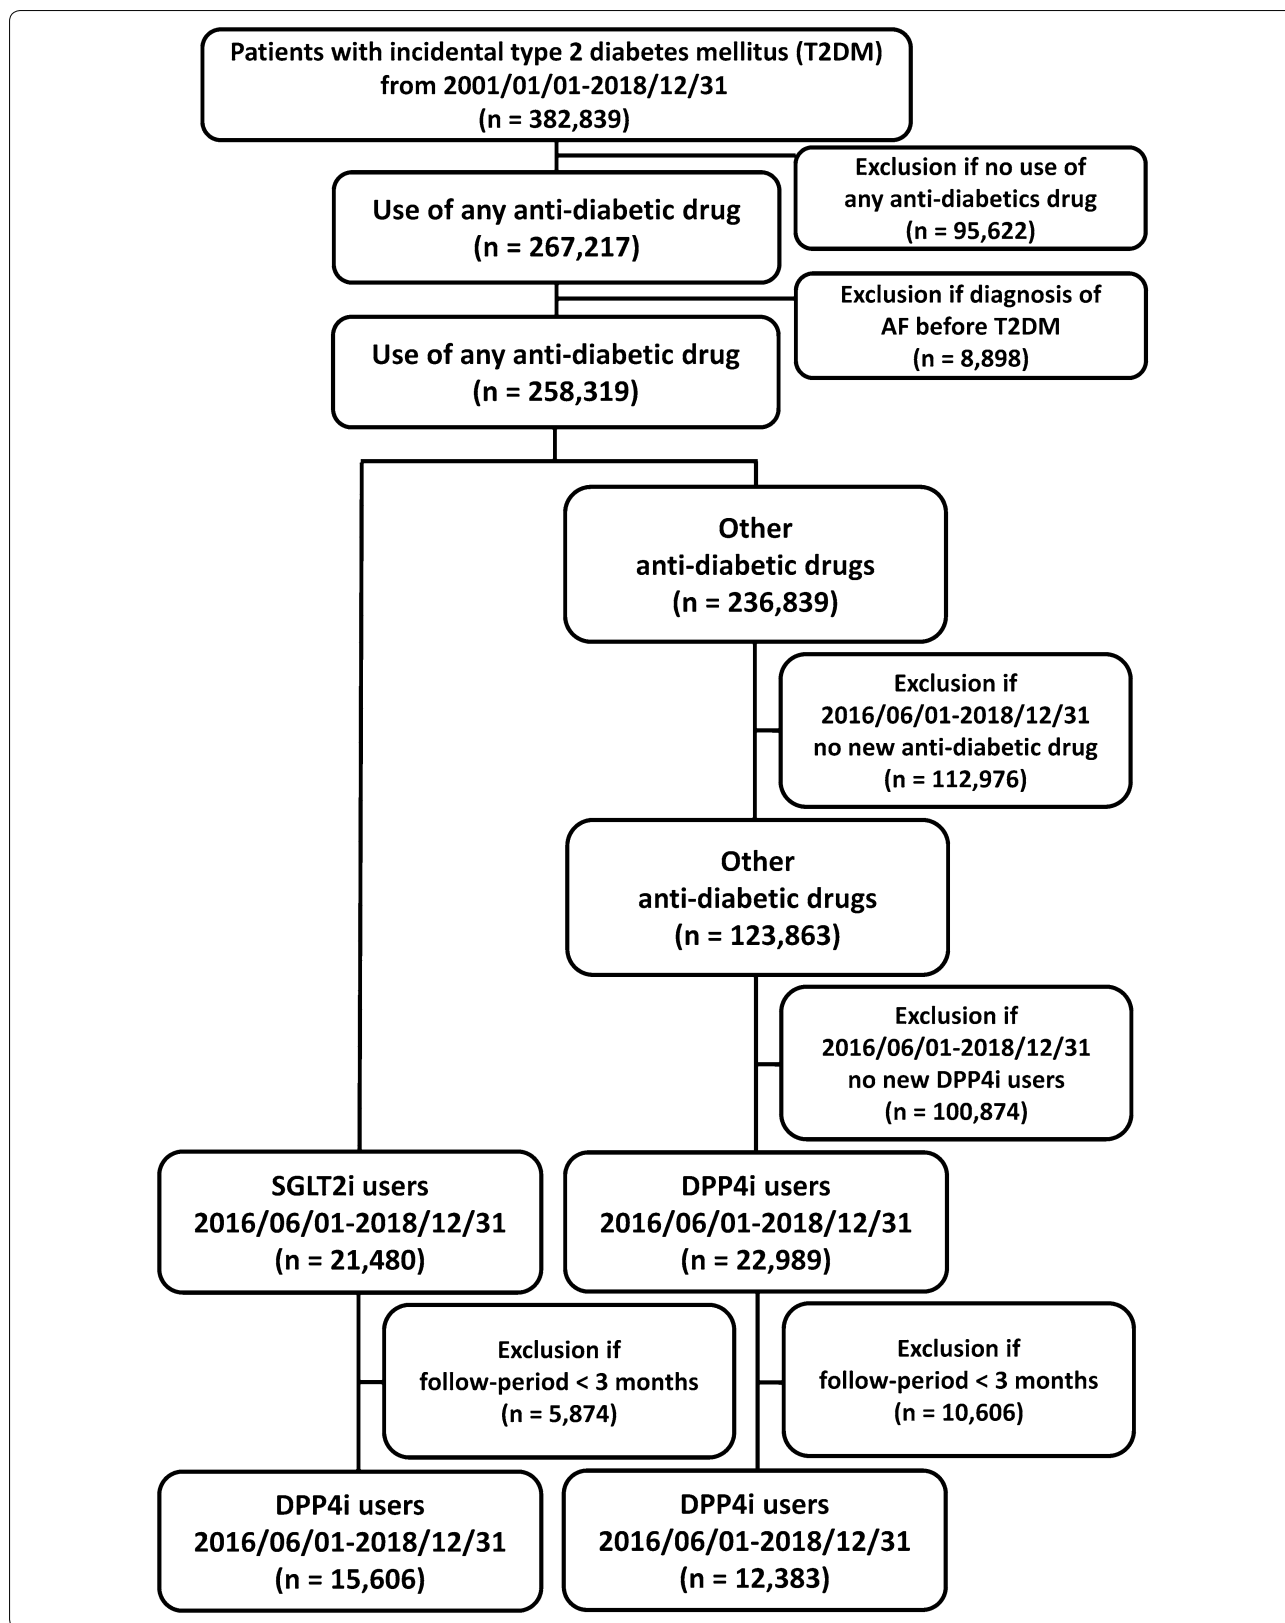 Patients with incidental type 2 diabetes mellitus (T2DM)
from 2001/01/01-2018/12/31
(n = 382,839)
Exclusion if no use of
any anti-diabetics drug
(n = 95,622)
Use of any anti-diabetic drug
(n = 267,217)
Exclusion if diagnosis of
AF before T2DM
(n = 8,898)
Use of any anti-diabetic drug
(n = 258,319)
Other
anti-diabetic drugs
(n = 236,839)
Exclusion if
2016/06/01-2018/12/31
no new anti-diabetic drug
(n = 112,976)
Other
anti-diabetic drugs
(n = 123,863)
Exclusion if
2016/06/01-2018/12/31
no new DPP4i users
(n = 100,874)
SGLT2i users
2016/06/01-2018/12/31
(n = 21,480)
DPP4i users
2016/06/01-2018/12/31
(n = 22,989)
Exclusion if
follow-period < 3 months
(n = 5,874)
Exclusion if
follow-period < 3 months
(n = 10,606)
DPP4i users
2016/06/01-2018/12/31
(n = 15,606)
DPP4i users
2016/06/01-2018/12/31
(n = 12,383)